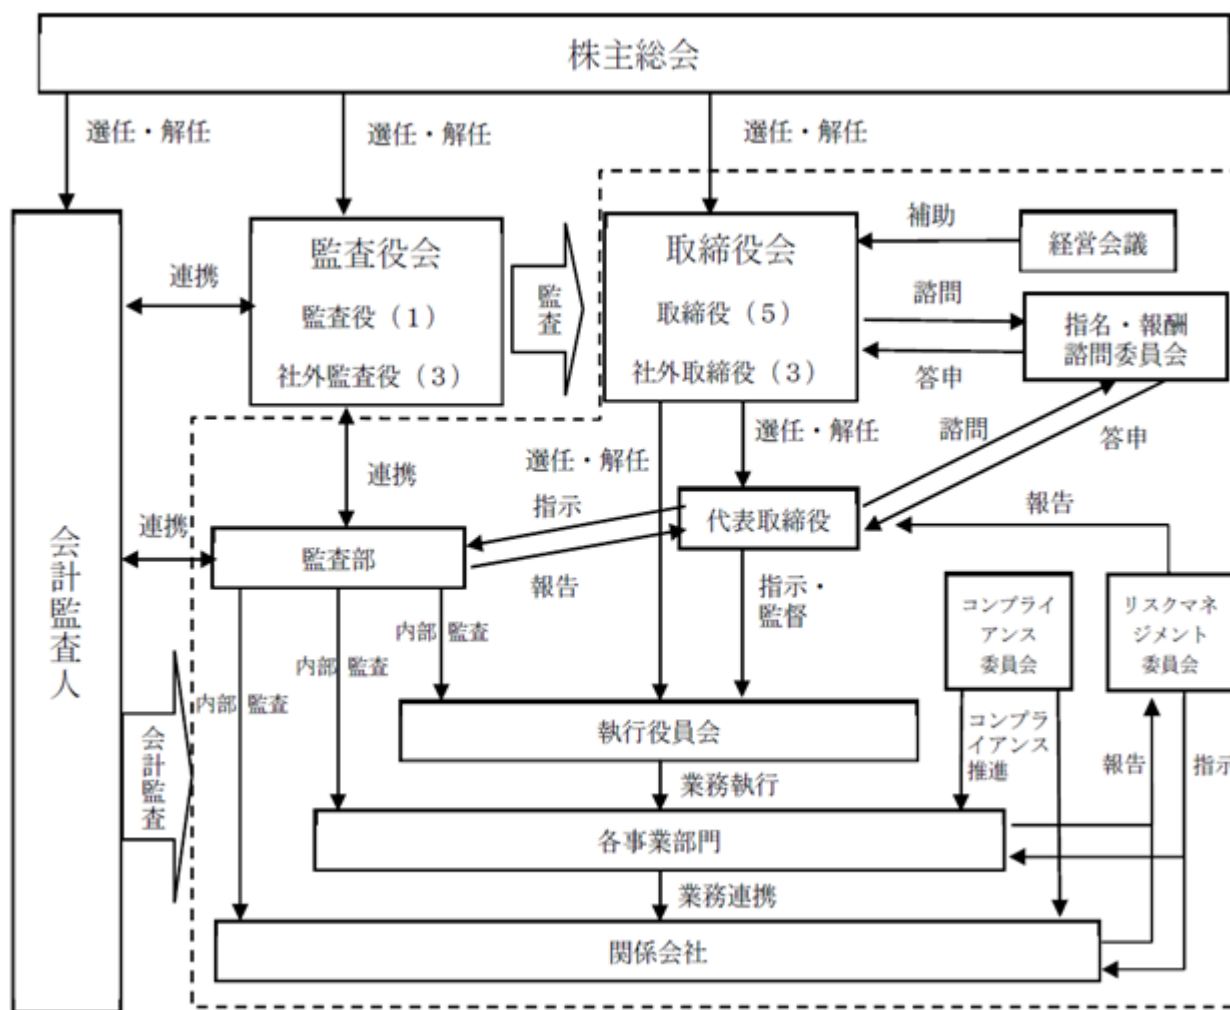 株主総会
選任・解任
選任・解任
選任・解任
監査役会
監査役（1）
社外監査役（3）
監査
取締役会
取締役（5）
社外取締役（3）
補助
経営会議
連携
諮問
答申
指名・報酬
諮問委員会
諮問
答申
選任・解任
選任・解任
連携
指示
代表取締役
報告
連携
監査部
報告
指示・
監督
会計監査人
コンプライ
アンス
委員会
リスクマネ
ジメント
委員会
内部監査
内部監査
内部監査
会計監査
執行役員会
コンプラ
イアンス
推進
報告
指示
業務執行
各事業部門
業務連携
関係会社